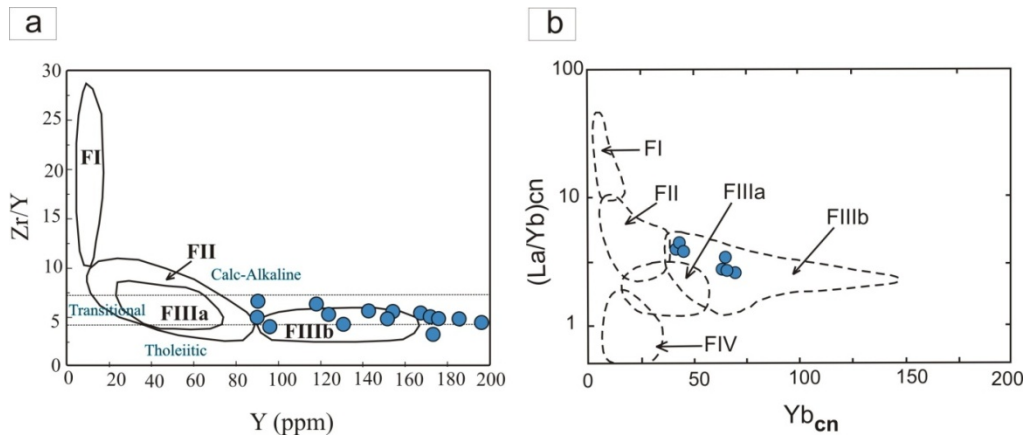 a
30
25
20
15
10
5
0
Zr/Y
FI
FII
Calc-Alkaline
Transitional
FIIIa
FIIIb
Tholeiitic
0 20 40 60 80 100 120 140 160 180 200
Y (ppm)
b
100
10
1
(La/Yb)cn
FI
FII
FIIIa
FIIIb
FIV
0 50 100 150 200
Ybcn